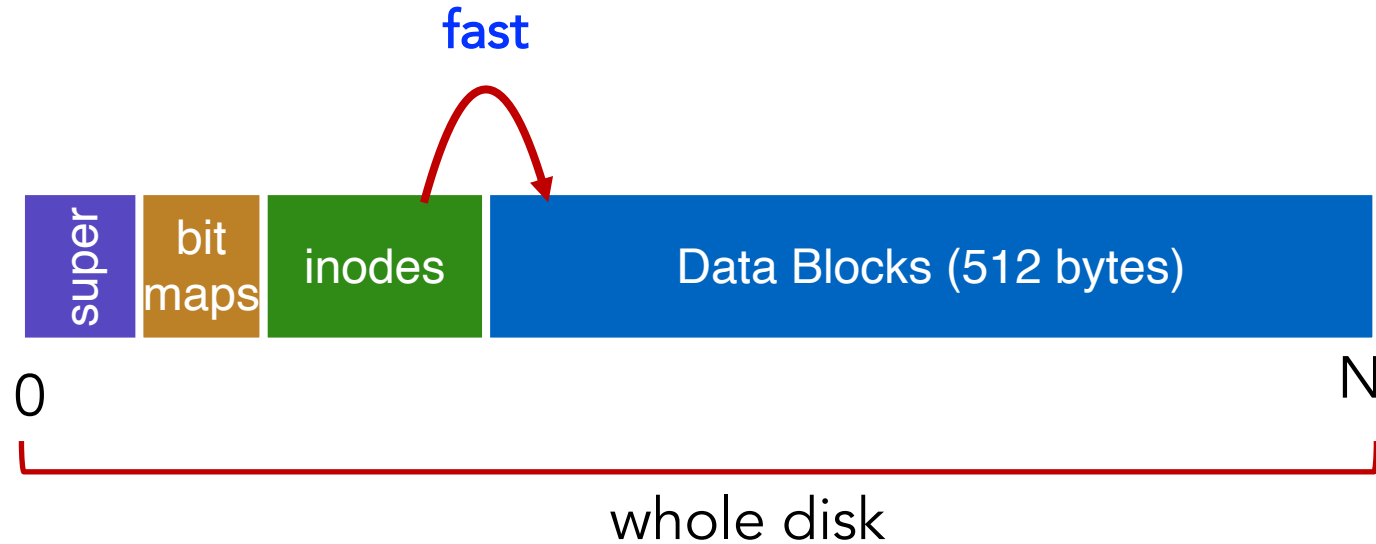 fast
super
bit
maps
inodes
Data Blocks (512 bytes)
0
N
whole disk